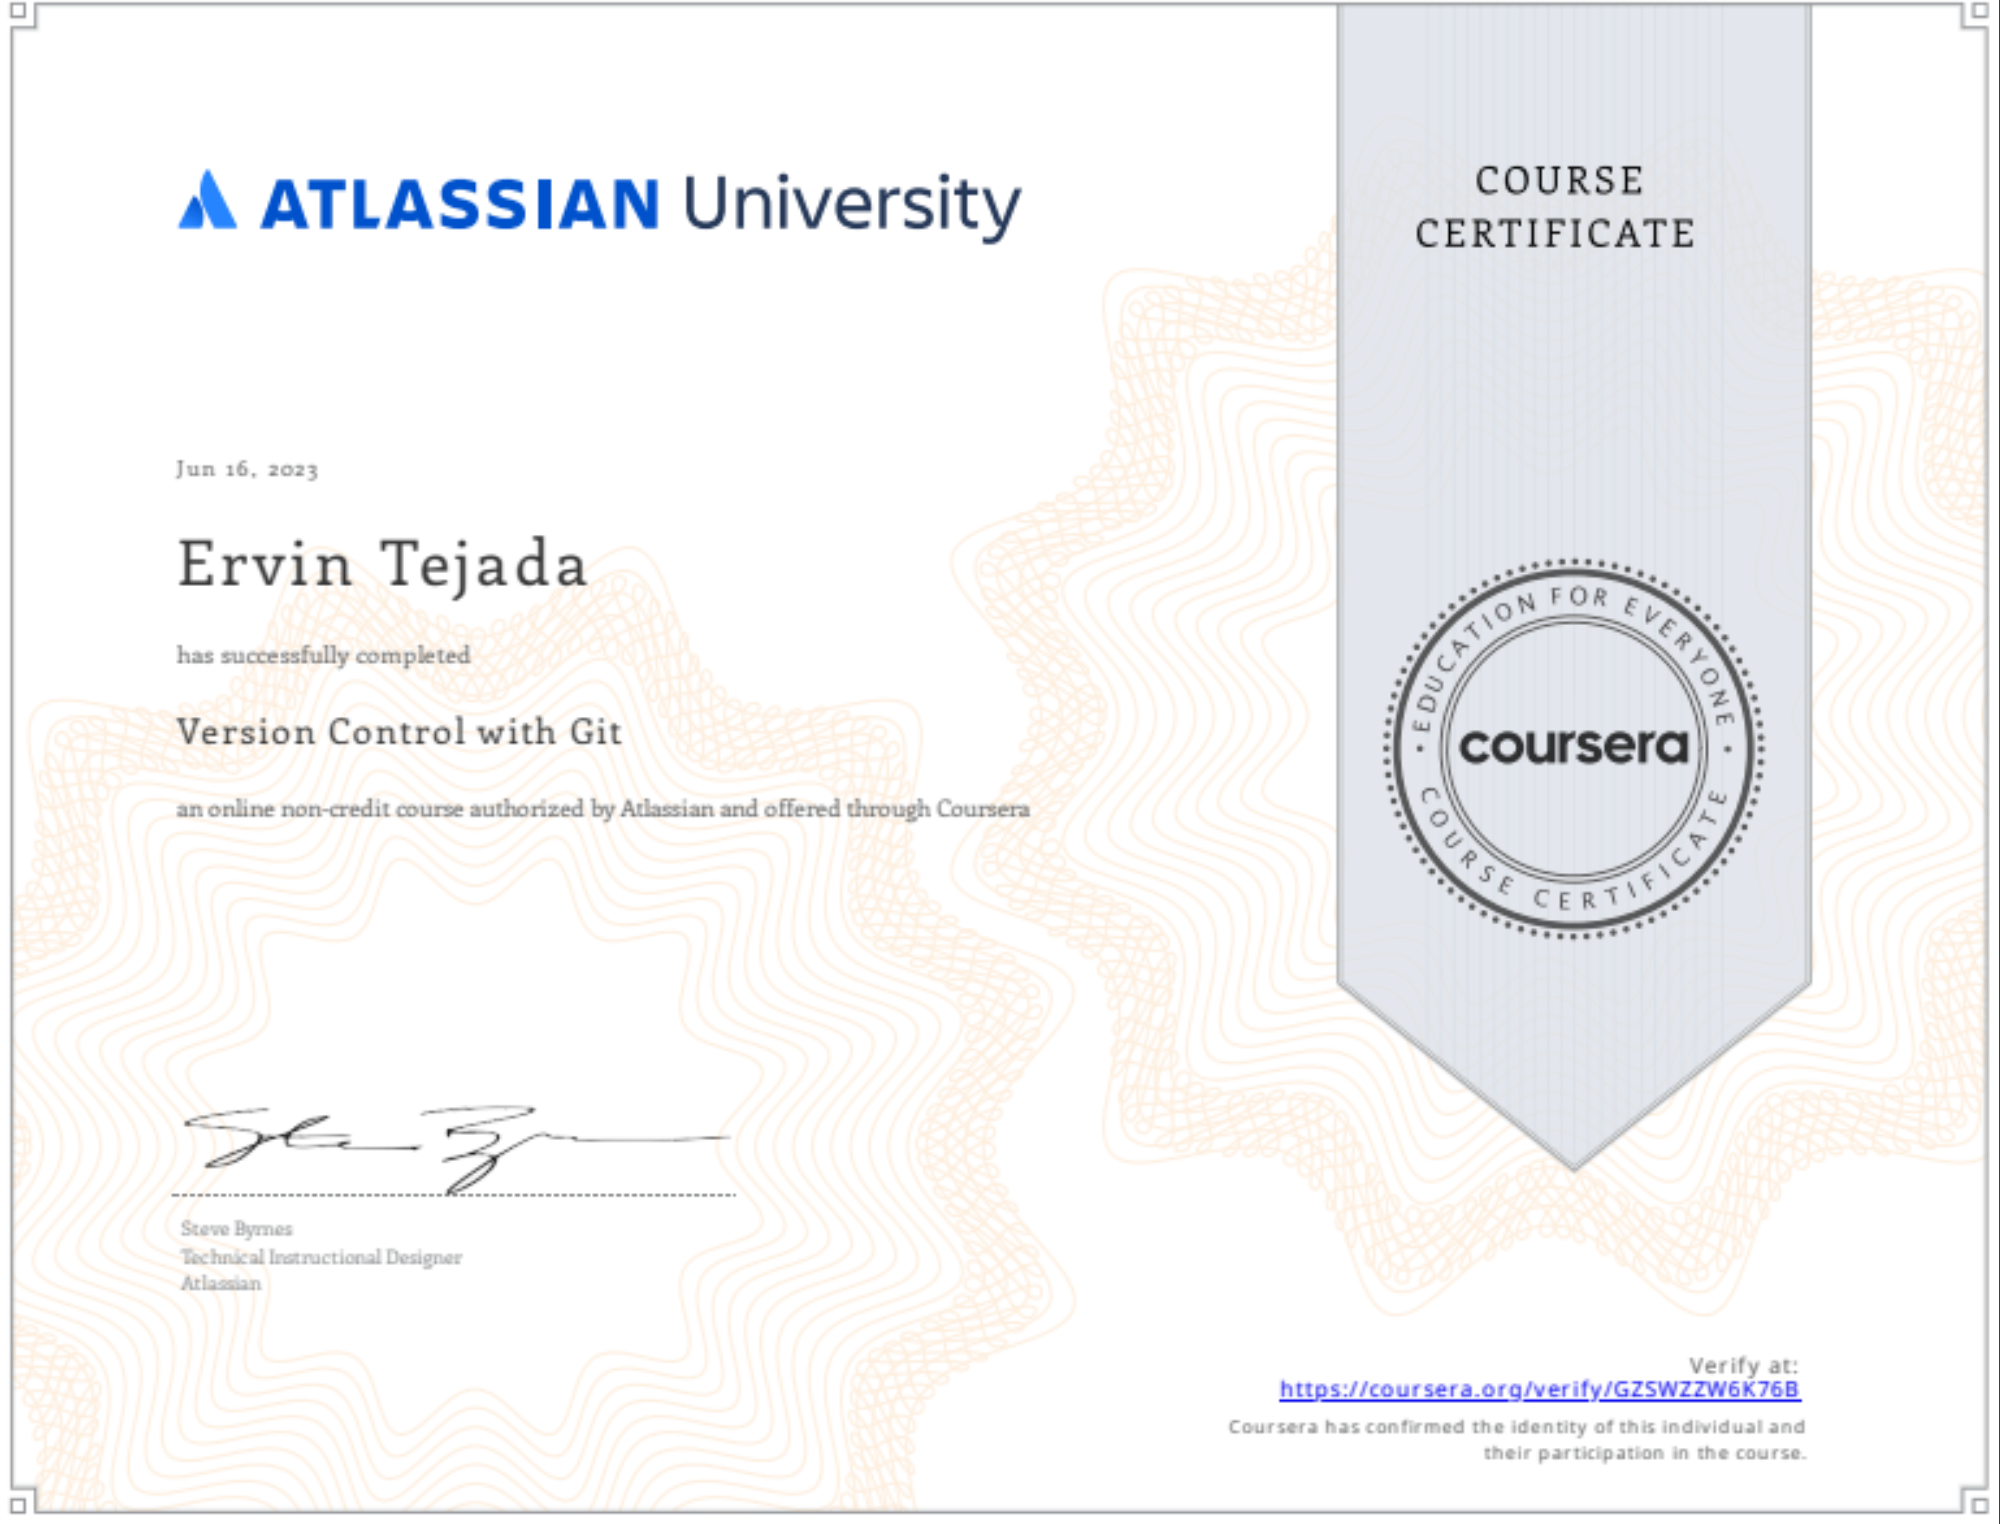 ATLASSIAN University
COURSE
CERTIFICATE
Jun 16, 2023
Ervin Tejada
has successfully completed
Version Control with Git
an online non-credit course authorized by Atlassian and offered through Coursera
EDUCATION FOR EVERYONE
coursera
COURSE CERTIFICATE
Steve Byrnes
Technical Instructional Designer
Atlassian
Verify at:
https://coursera.org/verify/GZSWZZW6K76B
Coursera has confirmed the identity of this individual and
their participation in the course.